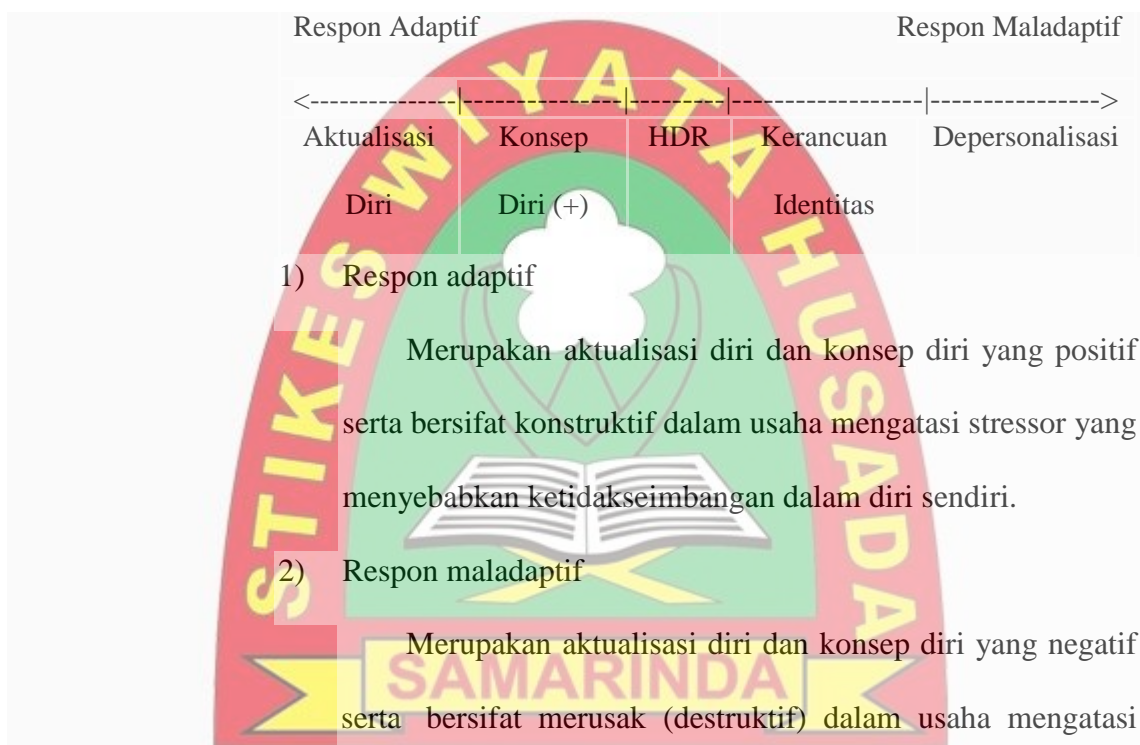 Respon Adaptif Respon Maladaptif
<---------------|-----------------|---------|-------------------|---------------->
Aktualisasi Konsep HDR Kerancuan Depersonalisasi
Diri Diri (+) Identitas
1) Respon adaptif
Merupakan aktualisasi diri dan konsep diri yang positif
serta bersifat konstruktif dalam usaha mengatasi stressor yang
menyebabkan ketidakseimbangan dalam diri sendiri.
2) Respon maladaptif
Merupakan aktualisasi diri dan konsep diri yang negatif
serta bersifat merusak (destruktif) dalam usaha mengatasi
STIKES WIYATA HUSADA
SAMARINDA